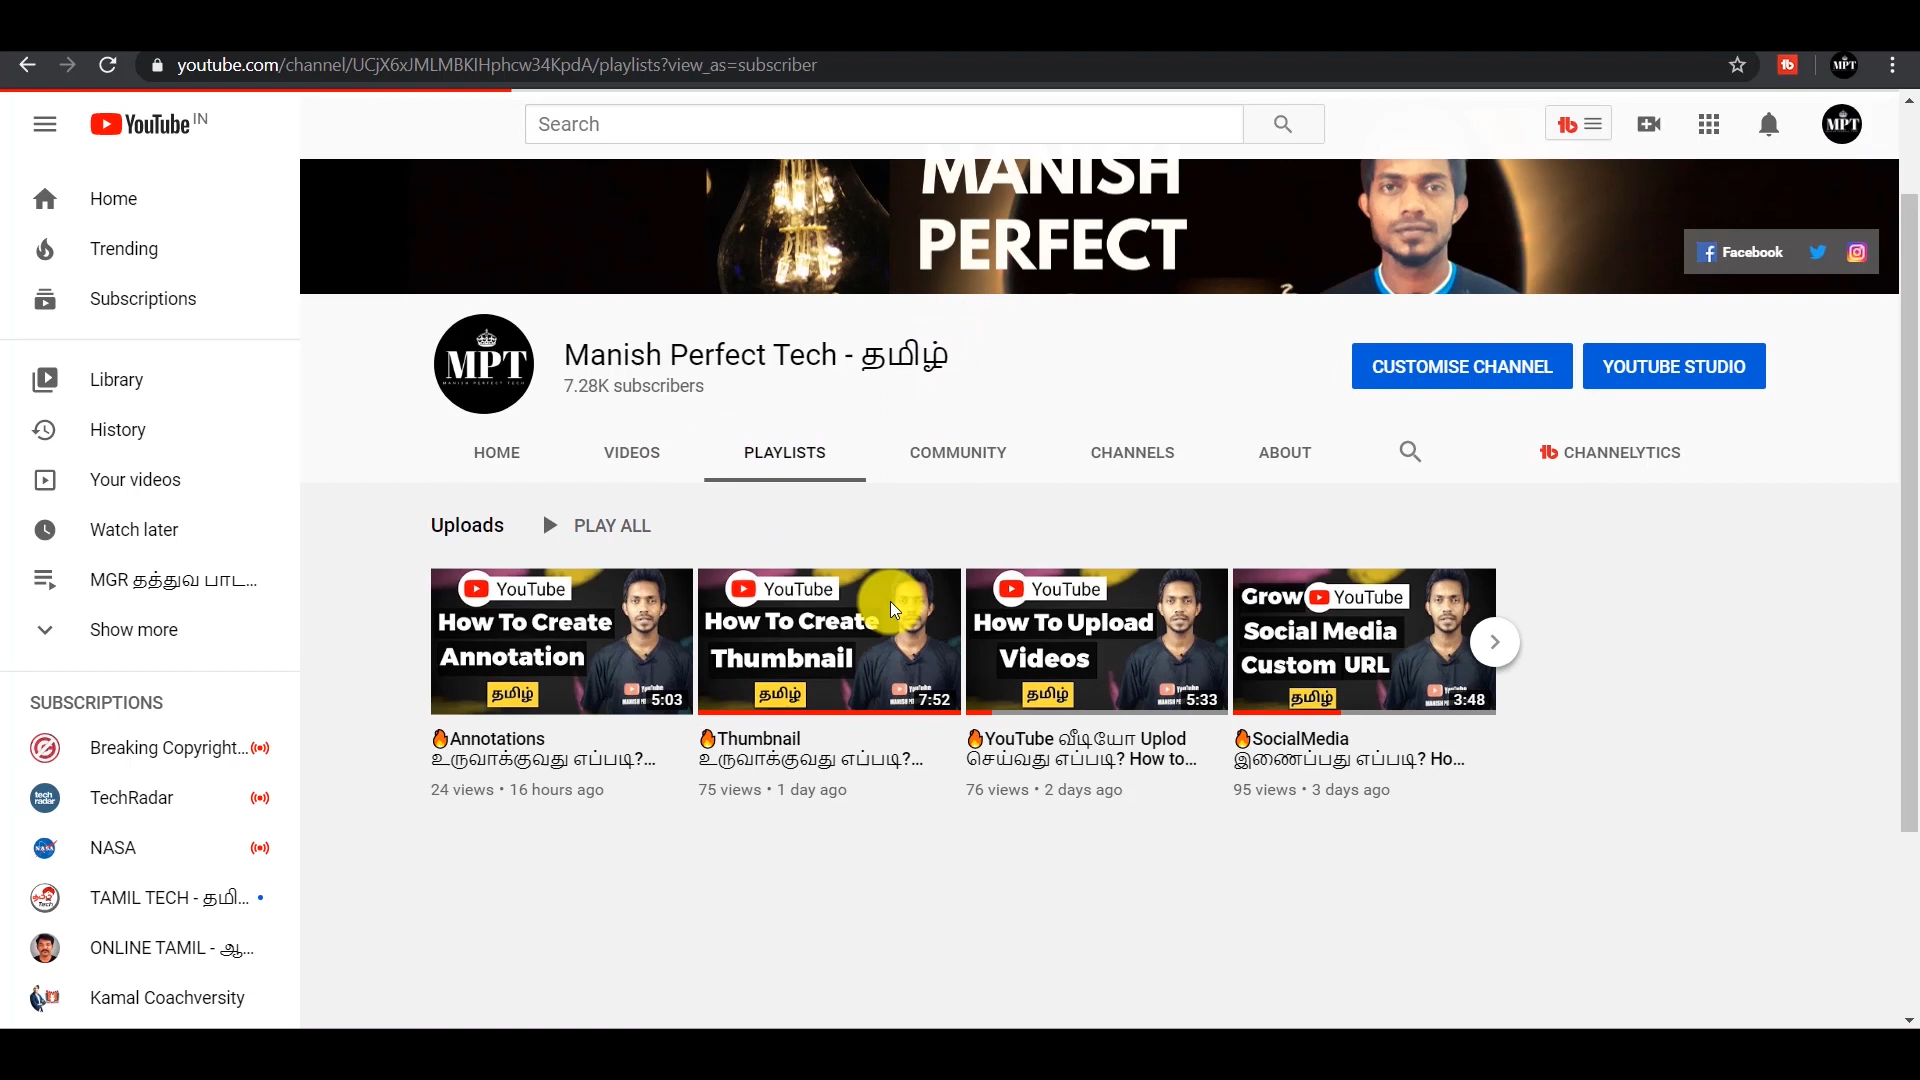 youtube.com/channel/UCjX6xJMLMBKIHphcw34KpdA/playlists?view_as=subscriber
MPT
YouTube IN
Search
MPT
Home
Trending
Subscriptions
Library
History
Your videos
Watch later
MGR தத்துவ பாட...
Show more
SUBSCRIPTIONS
Breaking Copyright...
TechRadar
NASA
TAMIL TECH - தமி...
ONLINE TAMIL - ஆ...
Kamal Coachversity
MANISH
PERFECT
Facebook
MPT
MANISH PERFECT TECH
Manish Perfect Tech - தமிழ்
7.28K subscribers
CUSTOMISE CHANNEL
YOUTUBE STUDIO
HOME VIDEOS PLAYLISTS COMMUNITY CHANNELS ABOUT CHANNELYTICS
Uploads PLAY ALL
YouTube
How To Create
Annotation
தமிழ்
5:03
🔥Annotations
உருவாக்குவது எப்படி?...
24 views • 16 hours ago
YouTube
How To Create
Thumbnail
தமிழ்
7:52
🔥Thumbnail
உருவாக்குவது எப்படி?...
75 views • 1 day ago
YouTube
How To Upload
Videos
தமிழ்
5:33
🔥YouTube வீடியோ Uplod
செய்வது எப்படி? How to...
76 views • 2 days ago
Grow YouTube
Social Media
Custom URL
தமிழ்
3:48
🔥SocialMedia
இணைப்பது எப்படி? Ho...
95 views • 3 days ago